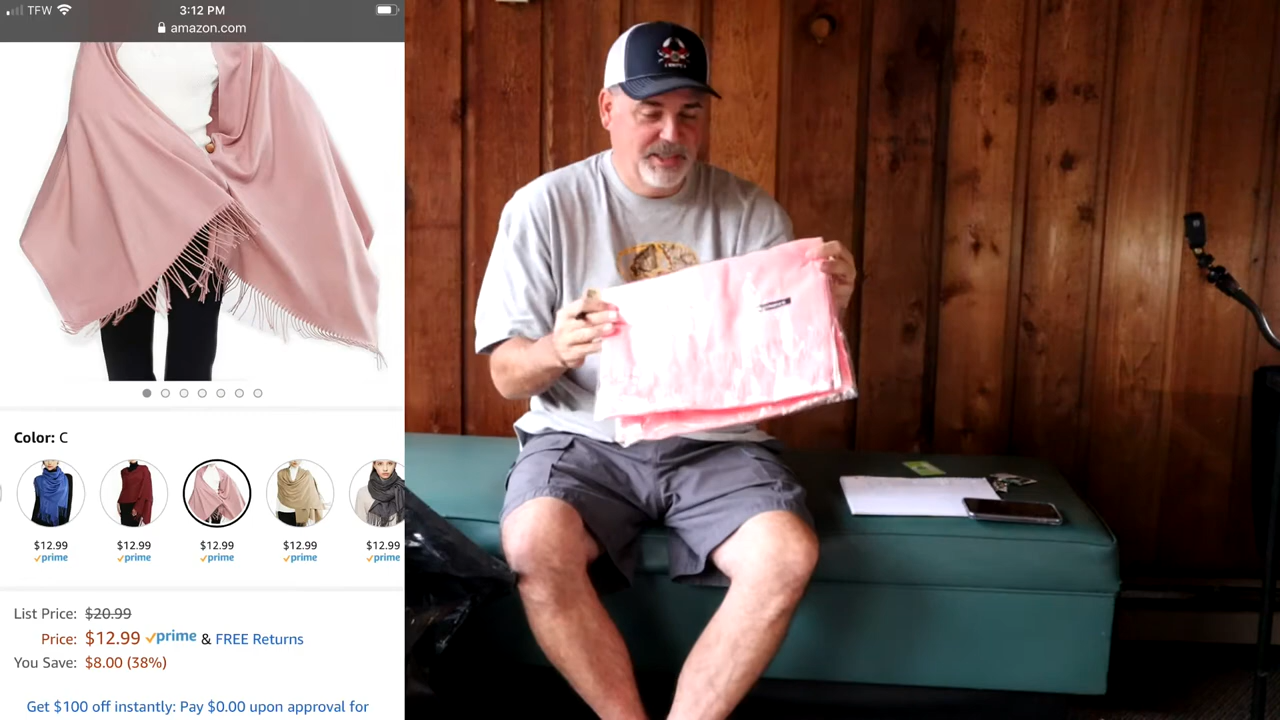 TFW
3:12 PM
amazon.com
Color: C
$12.99
prime
$12.99
prime
$12.99
prime
$12.99
prime
$12.99
prime
List Price: $20.99
Price: $12.99 prime & FREE Returns
You Save: $8.00 (38%)
Get $100 off instantly: Pay $0.00 upon approval for